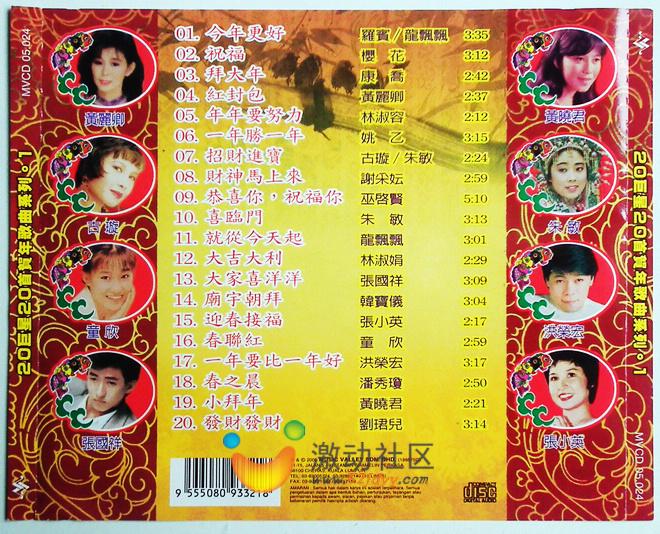 MVCD 05.024
20巨星20首賀年歌曲系列·1
黃麗卿
古璇
童欣
張國祥
01. 今年更好 羅賓/龍飄飄 3:35
02. 祝福 櫻花 3:12
03. 拜大年 康喬 2:42
04. 紅封包 黃麗卿 2:37
05. 年年要努力 林淑容 2:12
06. 一年勝一年 姚乙 3:15
07. 招財進寶 古璇/朱敏 2:24
08. 財神馬上來 謝采妘 2:59
09. 恭喜你，祝福你 巫啓賢 5:10
10. 喜臨門 朱敏 3:13
11. 就從今天起 龍飄飄 3:01
12. 大吉大利 林淑娟 2:29
13. 大家喜洋洋 張國祥 3:09
14. 廟宇朝拜 韓寶儀 3:04
15. 迎春接福 張小英 2:17
16. 春聯紅 童欣 2:59
17. 一年要比一年好 洪榮宏 3:17
18. 春之晨 潘秀瓊 2:50
19. 小拜年 黃曉君 2:21
20. 發財發財 劉珺兒 3:14
黃曉君
朱敏
洪榮宏
張小英
20巨星20首賀年歌曲系列·1
MVCD 05.024
激动社区
9 555080 933218
COMPACT
disc
DIGITAL AUDIO